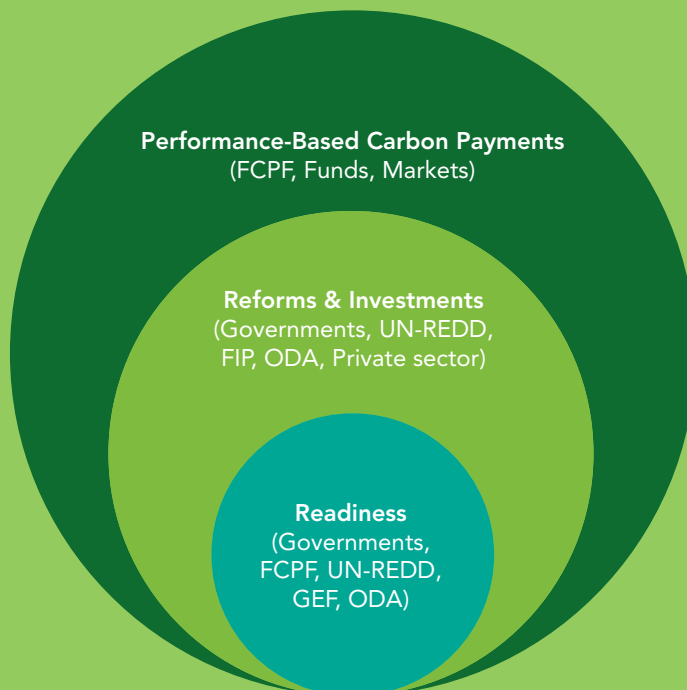 Performance-Based Carbon Payments
(FCPF, Funds, Markets)
Reforms & Investments
(Governments, UN-REDD,
FIP, ODA, Private sector)
Readiness
(Governments,
FCPF, UN-REDD,
GEF, ODA)